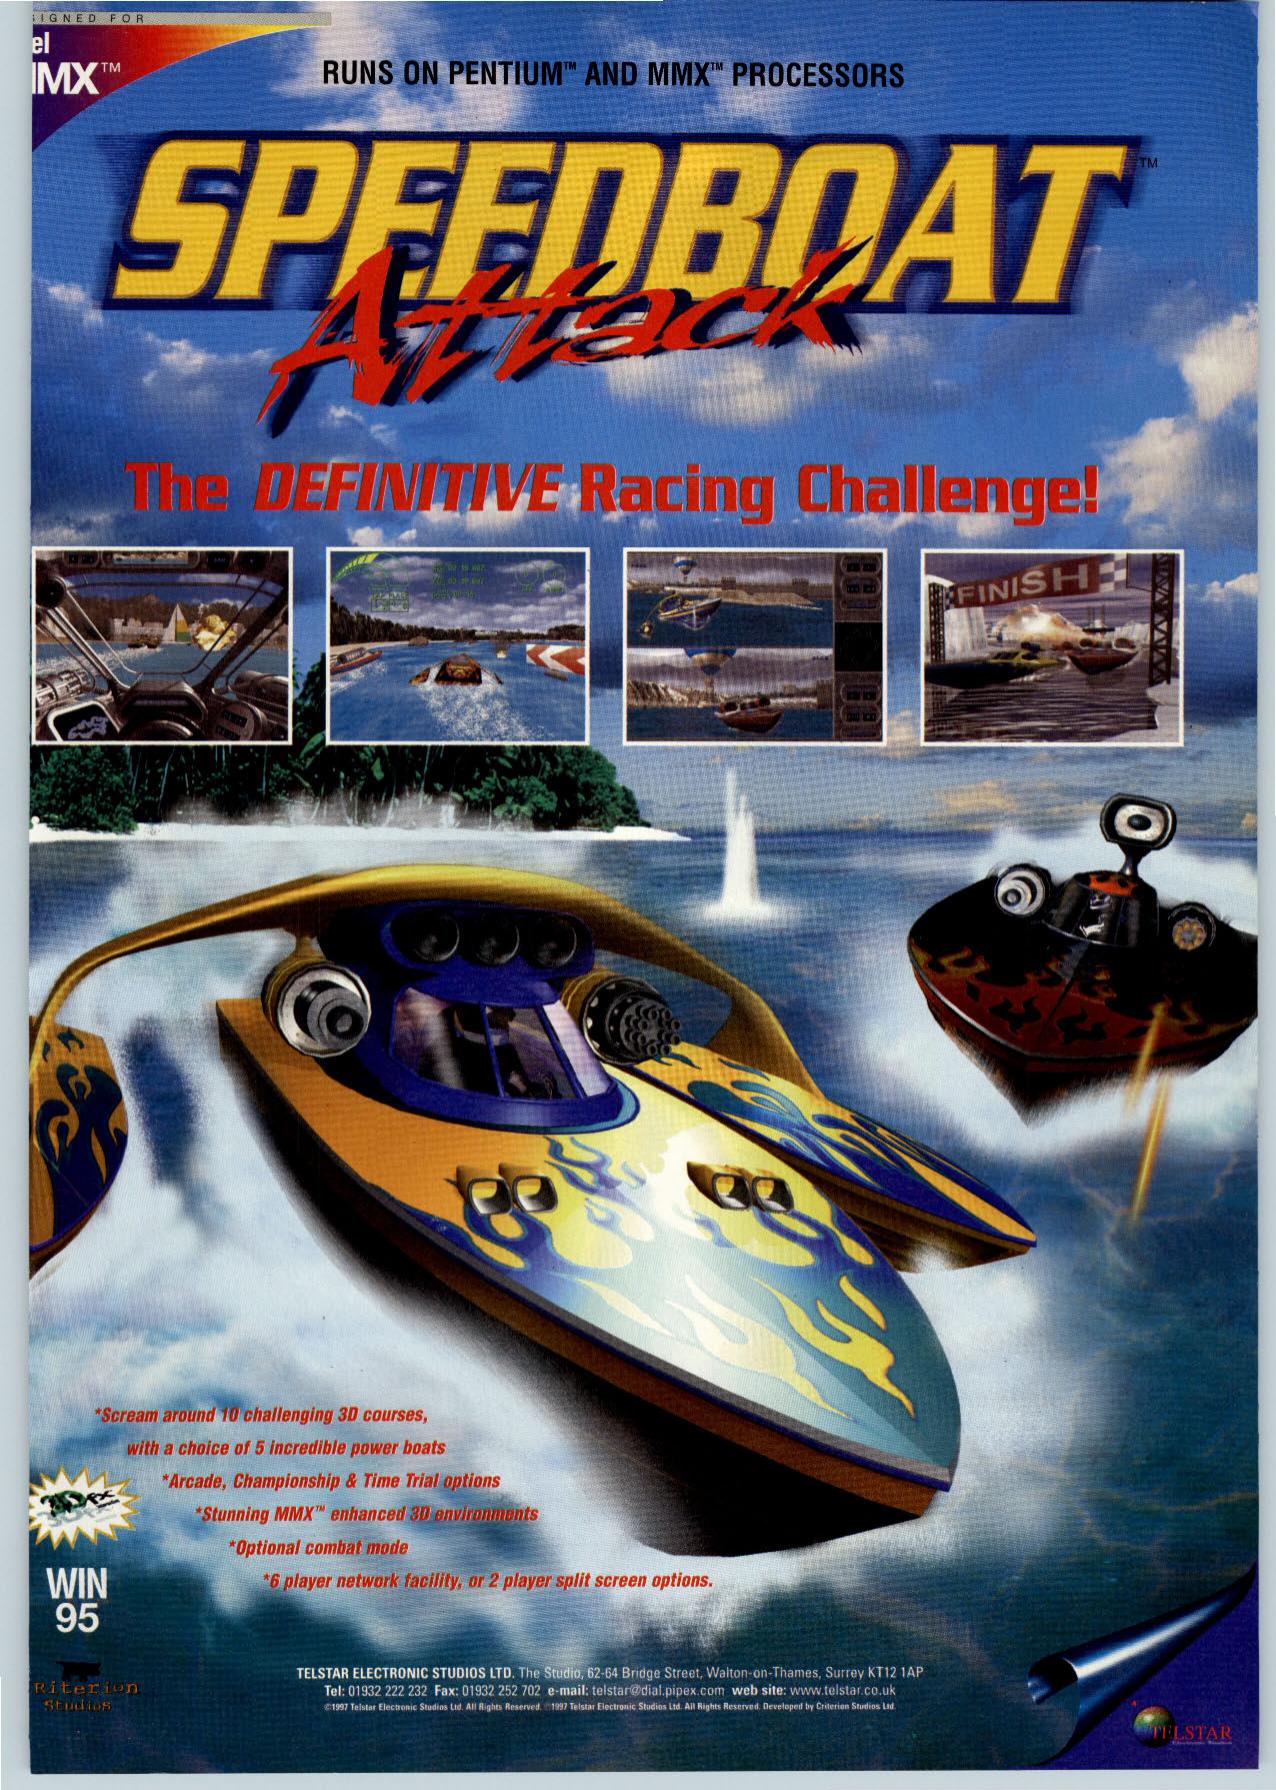 SIGNED FOR
el
MMX™
RUNS ON PENTIUM™ AND MMX™ PROCESSORS
SPEEDBOAT™
Attack
The DEFINITIVE Racing Challenge!
FINISH
*Scream around 10 challenging 3D courses,
with a choice of 5 incredible power boats
*Arcade, Championship & Time Trial options
*Stunning MMX™ enhanced 3D environments
*Optional combat mode
*6 player network facility, or 2 player split screen options.
3DFX
WIN
95
Riterion
Studios
TELSTAR ELECTRONIC STUDIOS LTD. The Studio, 62-64 Bridge Street, Walton-on-Thames, Surrey KT12 1AP
Tel: 01932 222 232 Fax: 01932 252 702 e-mail: telstar@dial.pipex.com web site: www.telstar.co.uk
©1997 Telstar Electronic Studios Ltd. All Rights Reserved. ©1997 Telstar Electronic Studios Ltd. All Rights Reserved. Developed by Criterion Studios Ltd.
TELSTAR
Electronic Studios